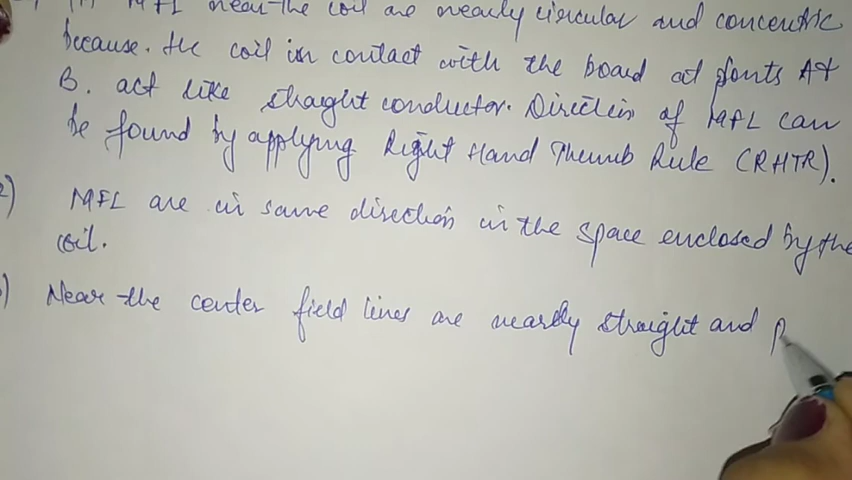 (1) MFL near the coil are nearly circular and concentric
because. the coil in contact with the board at points A &
B. act like straight conductor. Direction of MFL can
be found by applying Right Hand Thumb Rule (RHTR).
2) MFL are in same direction in the space enclosed by the
coil.
) Near the center field lines are nearly straight and p